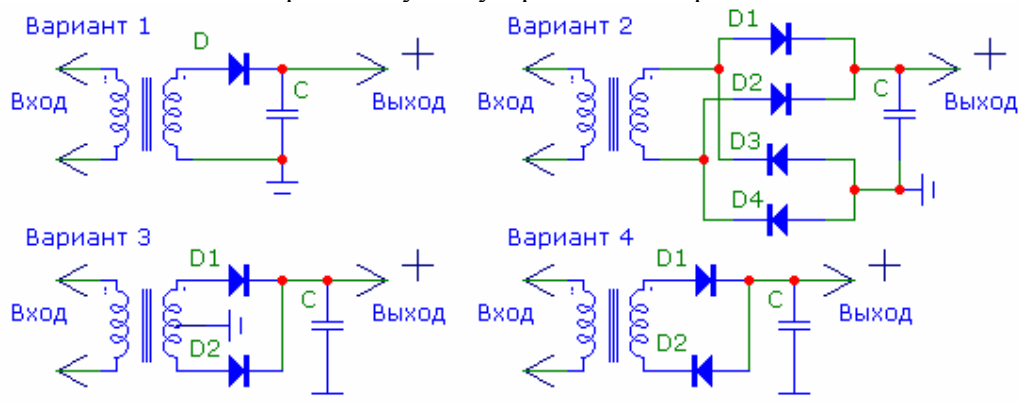 Вариант 1
D
+
C
Вход
Выход
Вариант 2
D1
+
D2
C
Вход
Выход
D3
D4
Вариант 3
D1
+
C
Вход
Выход
D2
Вариант 4
D1
+
C
Вход
Выход
D2